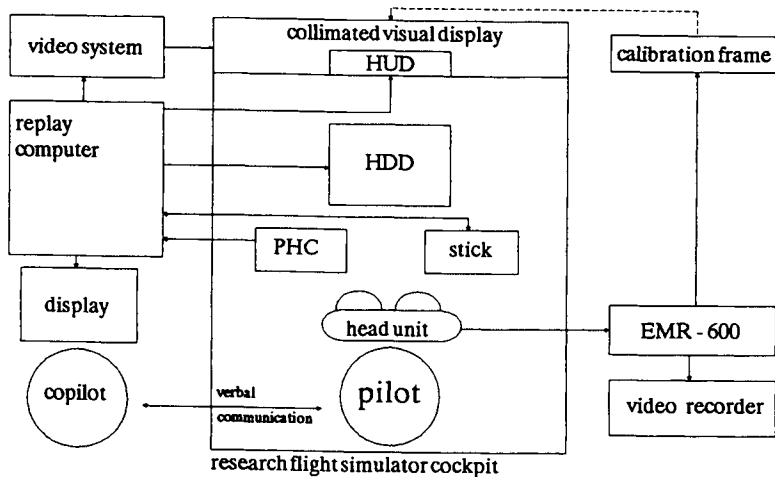 video system
collimated visual display
HUD
calibration frame
replay
computer
HDD
PHC
stick
display
head unit
EMR - 600
copilot
verbal
communication
pilot
video recorder
research flight simulator cockpit